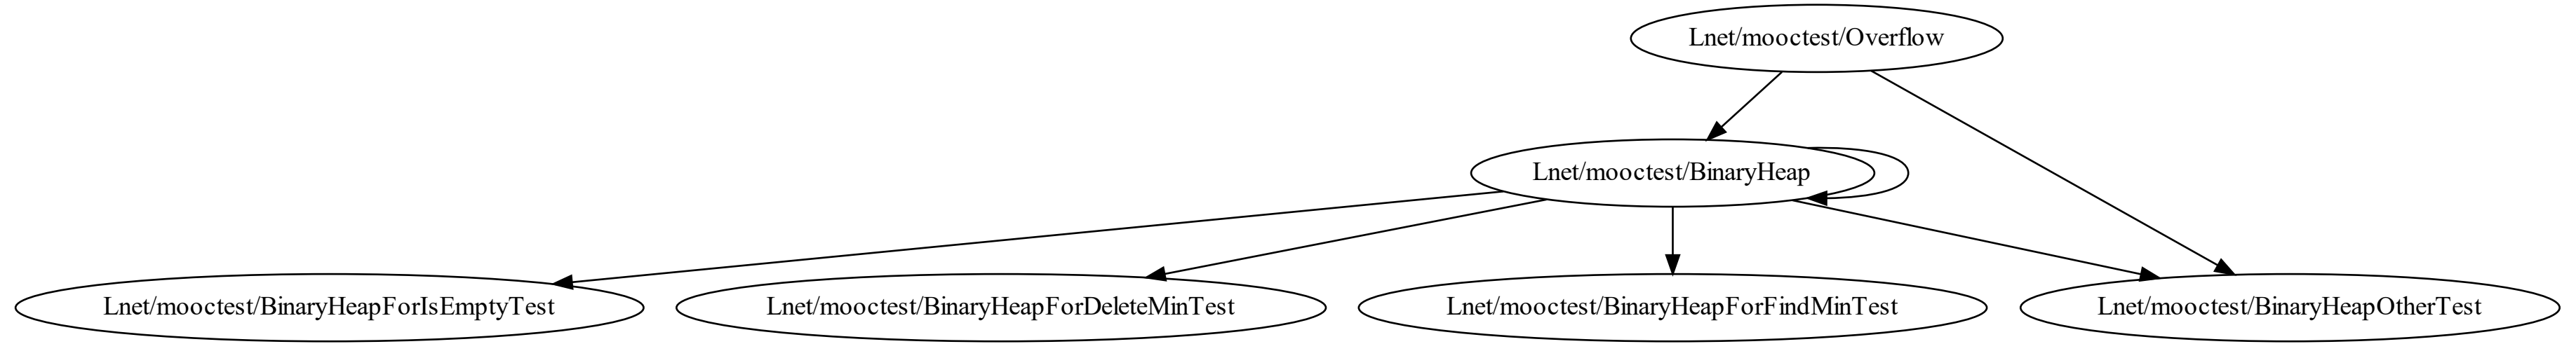 Lnet/mooctest/Overflow
Lnet/mooctest/BinaryHeap
Lnet/mooctest/BinaryHeapForIsEmptyTest
Lnet/mooctest/BinaryHeapForDeleteMinTest
Lnet/mooctest/BinaryHeapForFindMinTest
Lnet/mooctest/BinaryHeapOtherTest